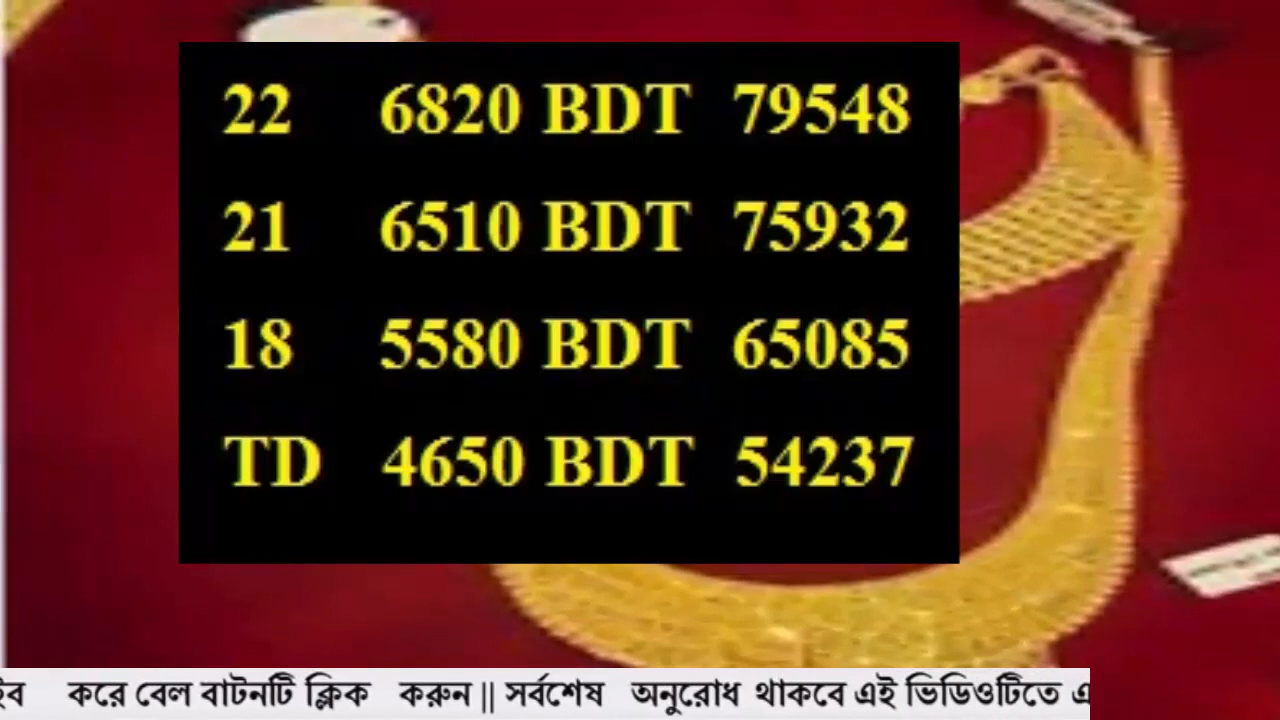 22 6820 BDT 79548
21 6510 BDT 75932
18 5580 BDT 65085
TD 4650 BDT 54237
করে বেল বাটনটি ক্লিক করুন || সর্বশেষ অনুরোধ থাকবে এই ভিডিওটিতে